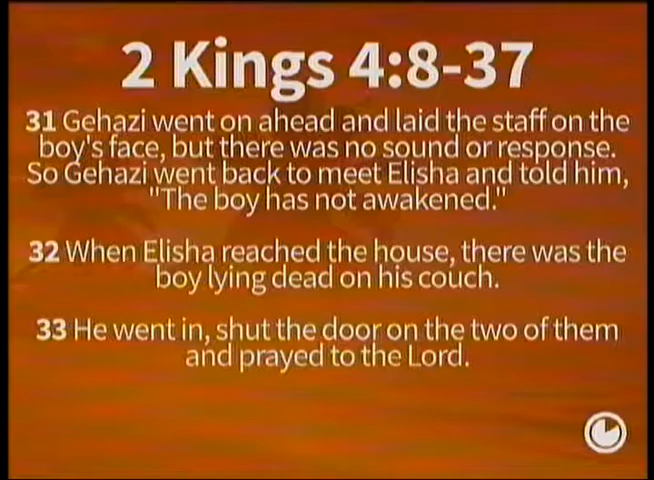 2 Kings 4:8-37
31 Gehazi went on ahead and laid the staff on the
boy's face, but there was no sound or response.
So Gehazi went back to meet Elisha and told him,
"The boy has not awakened."
32 When Elisha reached the house, there was the
boy lying dead on his couch.
33 He went in, shut the door on the two of them
and prayed to the Lord.